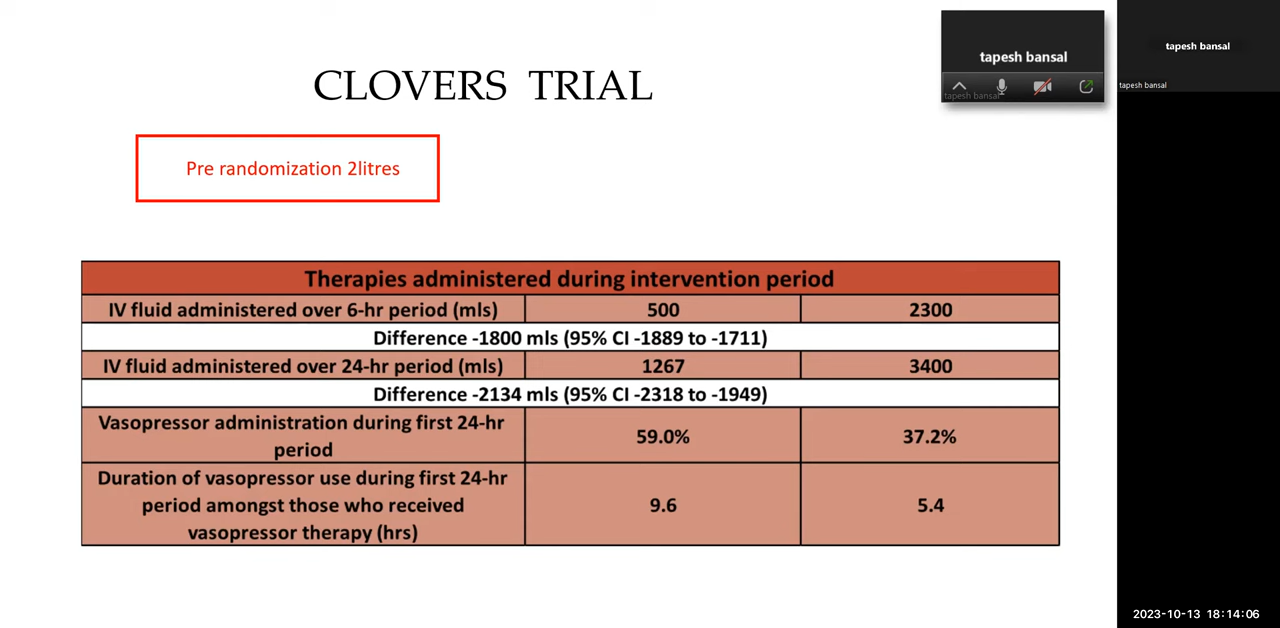 tapesh bansal
tapesh bansal
tapesh bansal
tapesh bansal
CLOVERS TRIAL
Pre randomization 2litres
Therapies administered during intervention period
IV fluid administered over 6-hr period (mls) 500 2300
Difference -1800 mls (95% CI -1889 to -1711)
IV fluid administered over 24-hr period (mls) 1267 3400
Difference -2134 mls (95% CI -2318 to -1949)
Vasopressor administration during first 24-hr
period
59.0% 37.2%
Duration of vasopressor use during first 24-hr
period amongst those who received
vasopressor therapy (hrs)
9.6 5.4
2023-10-13 18:14:06